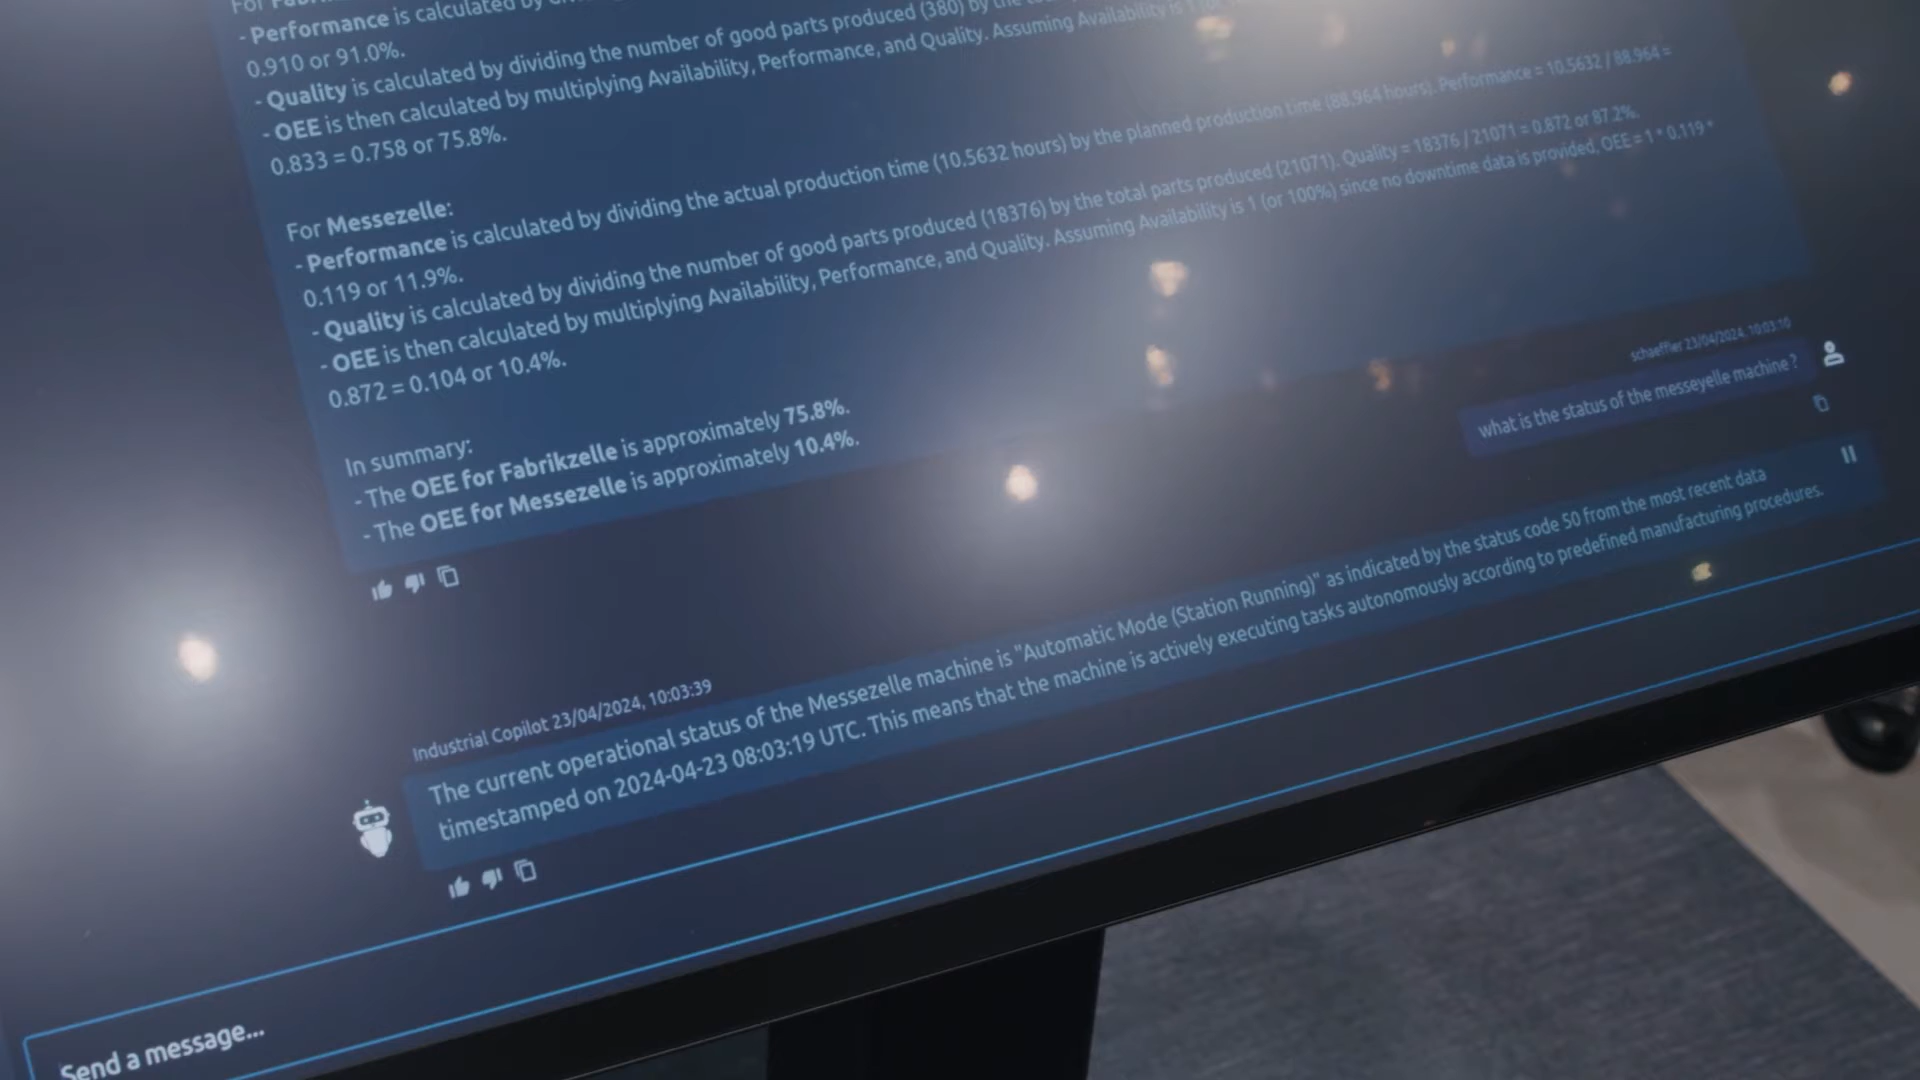 For
- Performance is calculated by
0.910 or 91.0%.
- Quality is calculated by dividing the number of good parts produced (380) by the
- OEE is then calculated by multiplying Availability, Performance, and Quality. Assuming Availability is 1
0.833 = 0.758 or 75.8%.
For Messezelle:
- Performance is calculated by dividing the actual production time (10.5632 hours) by the planned production time (88.964 hours). Performance = 10.5632 / 88.964 =
0.119 or 11.9%.
- Quality is calculated by dividing the number of good parts produced (18376) by the total parts produced (21071). Quality = 18376 / 21071 = 0.872 or 87.2%.
- OEE is then calculated by multiplying Availability, Performance, and Quality. Assuming Availability is 1 (or 100%) since no downtime data is provided, OEE = 1 * 0.119 *
0.872 = 0.104 or 10.4%.
In summary:
- The OEE for Fabrikzelle is approximately 75.8%.
- The OEE for Messezelle is approximately 10.4%.
schaeffler 23/04/2024, 10:03:10
what is the status of the messeyelle machine ?
Industrial Copilot 23/04/2024, 10:03:39
The current operational status of the Messezelle machine is "Automatic Mode (Station Running)" as indicated by the status code 50 from the most recent data
timestamped on 2024-04-23 08:03:19 UTC. This means that the machine is actively executing tasks autonomously according to predefined manufacturing procedures.
Send a message...